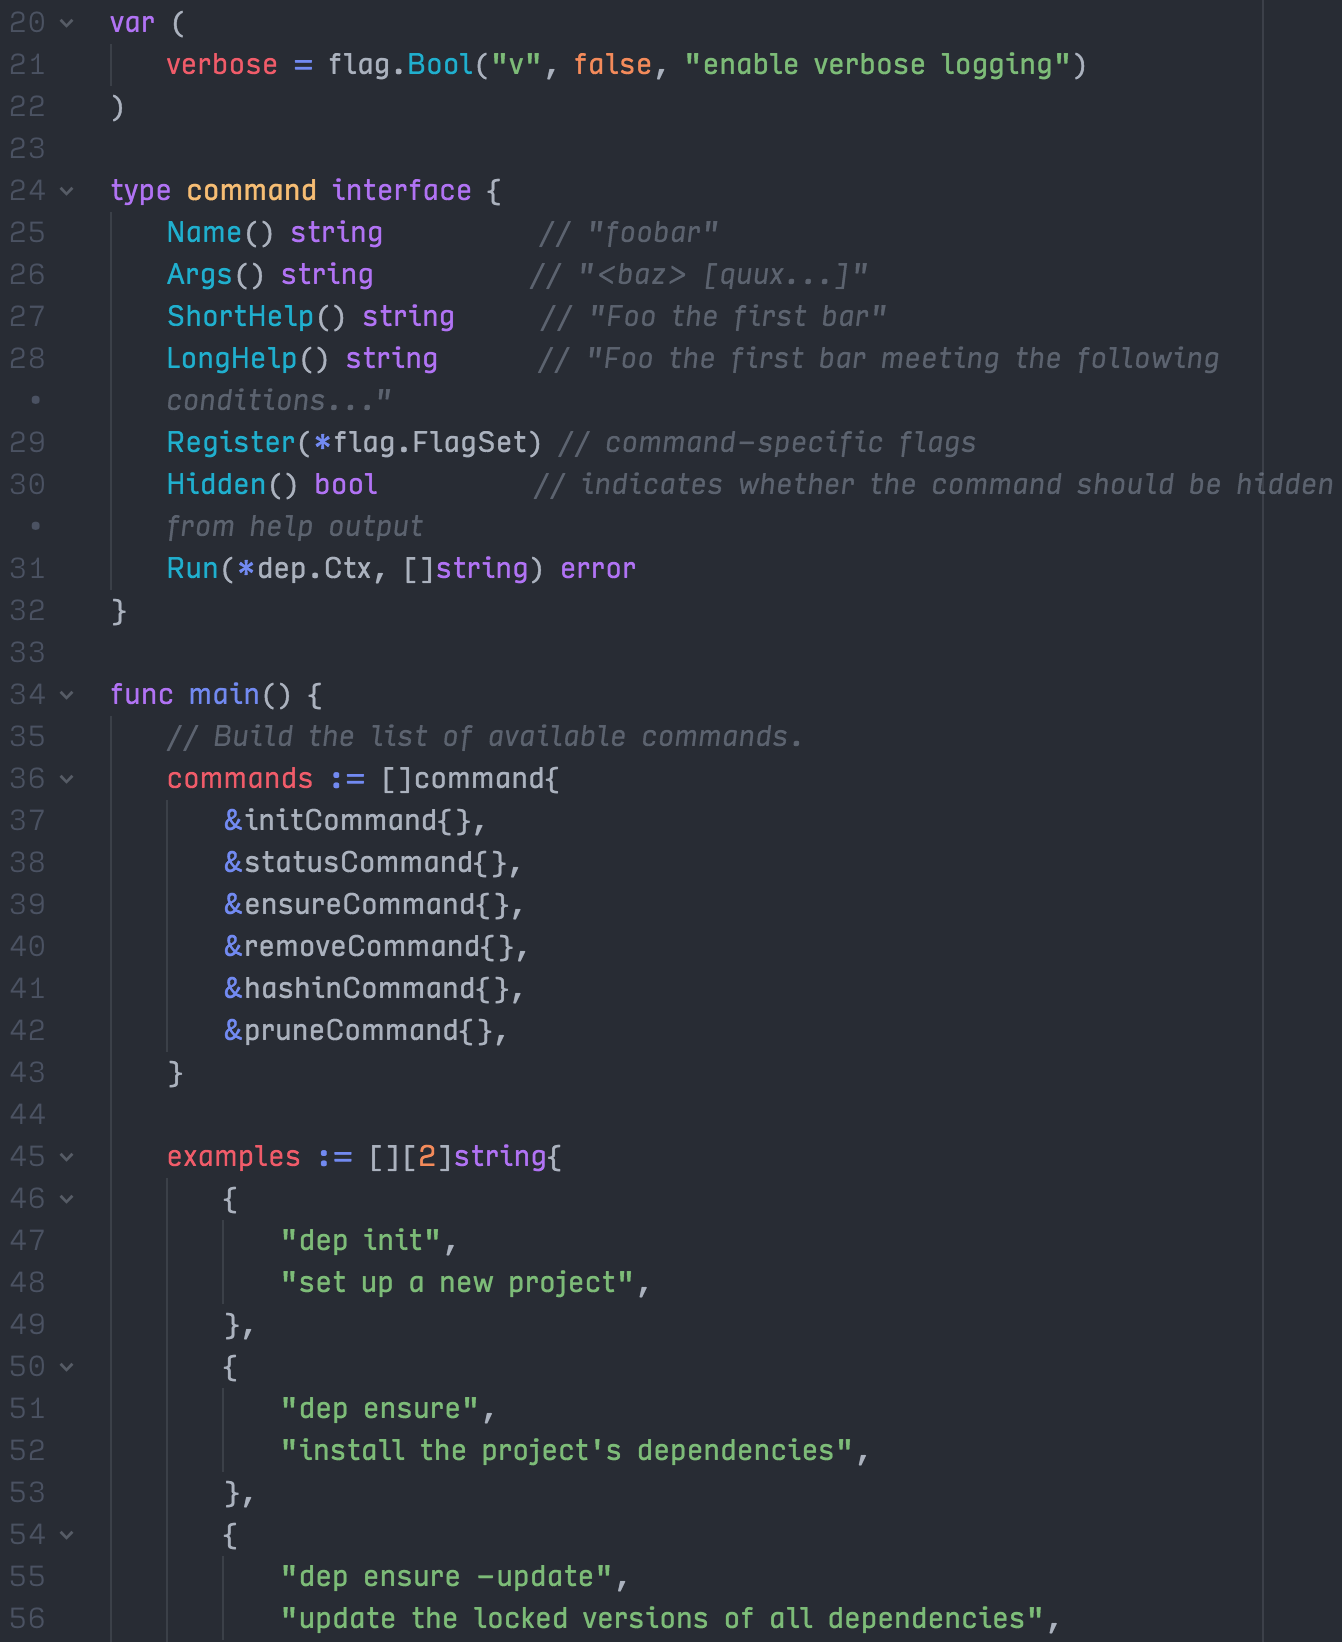 20 var (
21 verbose = flag.Bool("v", false, "enable verbose logging")
22 )
23
24 type command interface {
25 Name() string // "foobar"
26 Args() string // "<baz> [quux...]"
27 ShortHelp() string // "Foo the first bar"
28 LongHelp() string // "Foo the first bar meeting the following
• conditions..."
29 Register(*flag.FlagSet) // command-specific flags
30 Hidden() bool // indicates whether the command should be hidden
• from help output
31 Run(*dep.Ctx, []string) error
32 }
33
34 func main() {
35 // Build the list of available commands.
36 commands := []command{
37 &initCommand{},
38 &statusCommand{},
39 &ensureCommand{},
40 &removeCommand{},
41 &hashinCommand{},
42 &pruneCommand{},
43 }
44
45 examples := [][2]string{
46 {
47 "dep init",
48 "set up a new project",
49 },
50 {
51 "dep ensure",
52 "install the project's dependencies",
53 },
54 {
55 "dep ensure -update",
56 "update the locked versions of all dependencies",